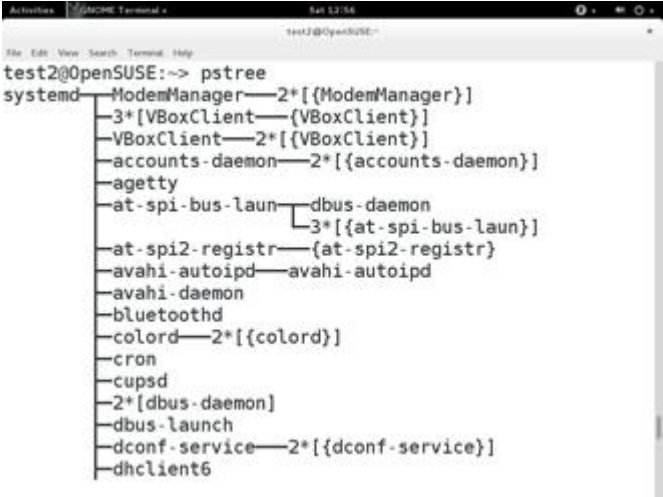 Activities GNOME Terminal Sat 12:54
test2@OpenSUSE:~
File Edit View Search Terminal Help
test2@OpenSUSE:~> pstree
systemd─┬─ModemManager───2*[{ModemManager}]
        ├─3*[VBoxClient───{VBoxClient}]
        ├─VBoxClient───2*[{VBoxClient}]
        ├─accounts-daemon───2*[{accounts-daemon}]
        ├─agetty
        ├─at-spi-bus-laun─┬─dbus-daemon
        │                 └─3*[{at-spi-bus-laun}]
        ├─at-spi2-registr───{at-spi2-registr}
        ├─avahi-autoipd───avahi-autoipd
        ├─avahi-daemon
        ├─bluetoothd
        ├─colord───2*[{colord}]
        ├─cron
        ├─cupsd
        ├─2*[dbus-daemon]
        ├─dbus-launch
        ├─dconf-service───2*[{dconf-service}]
        ├─dhclient6